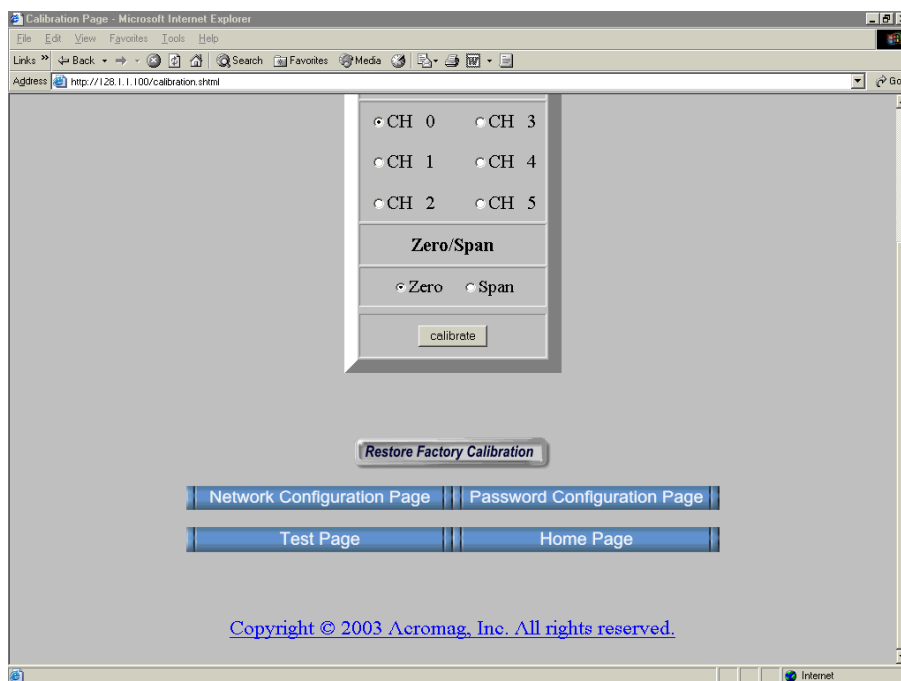 Calibration Page - Microsoft Internet Explorer
File Edit View Favorites Tools Help
Links » Back Search Favorites Media
Address http://128.1.1.100/calibration.shtml Go
CH 0 CH 3
CH 1 CH 4
CH 2 CH 5
Zero/Span
Zero Span
calibrate
Restore Factory Calibration
Network Configuration Page Password Configuration Page
Test Page Home Page
Copyright © 2003 Acromag, Inc. All rights reserved.
Internet